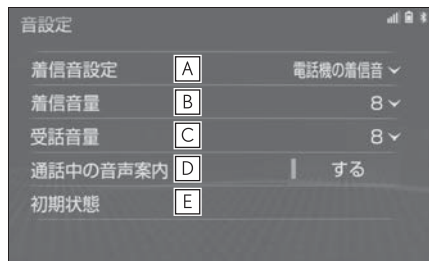 音設定
着信音設定 A 電話機の着信音
着信音量 B 8
受話音量 C 8
通話中の音声案内 D する
初期状態 E